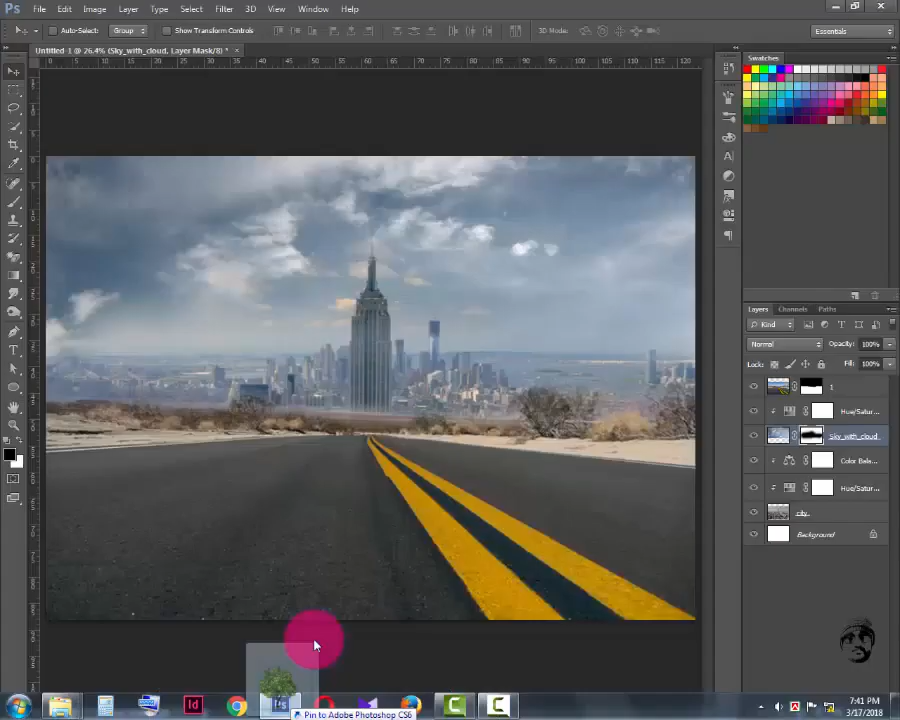 Ps File Edit Image Layer Type Select Filter 3D View Window Help
Auto-Select: Group Show Transform Controls 3D Mode: Essentials
Untitled-1 @ 26.4% (Sky_with_cloud, Layer Mask/8) * ×
Swatches
Layers Channels Paths
Kind
Normal Opacity: 100%
Lock: Fill: 100%
1
Hue/Satur...
Sky_with_cloud
Color Bala...
Hue/Satur...
city
Background
Id Ps
Pin to Adobe Photoshop CS6
7:41 PM
3/17/2018